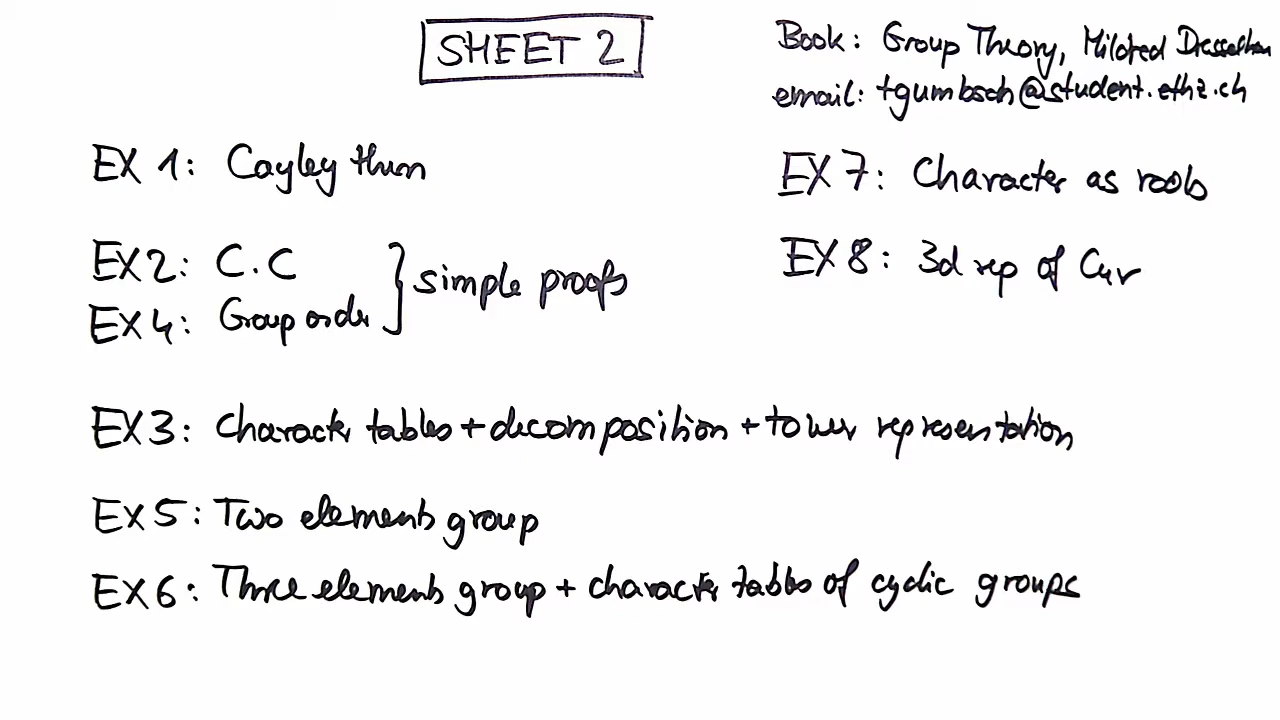 SHEET 2
Book: Group Theory, Mildred
email: tgumbsch@student.ethz.ch
EX 1: Cayley thm
EX 2: C.C
EX 4: Group order
} simple proofs
EX 3: Character tables + decomposition + tower representation
EX 5: Two elements group
EX 6: Three elements group + character tables of cyclic groups
EX 7: Character as roots
EX 8: 3d rep of C4v